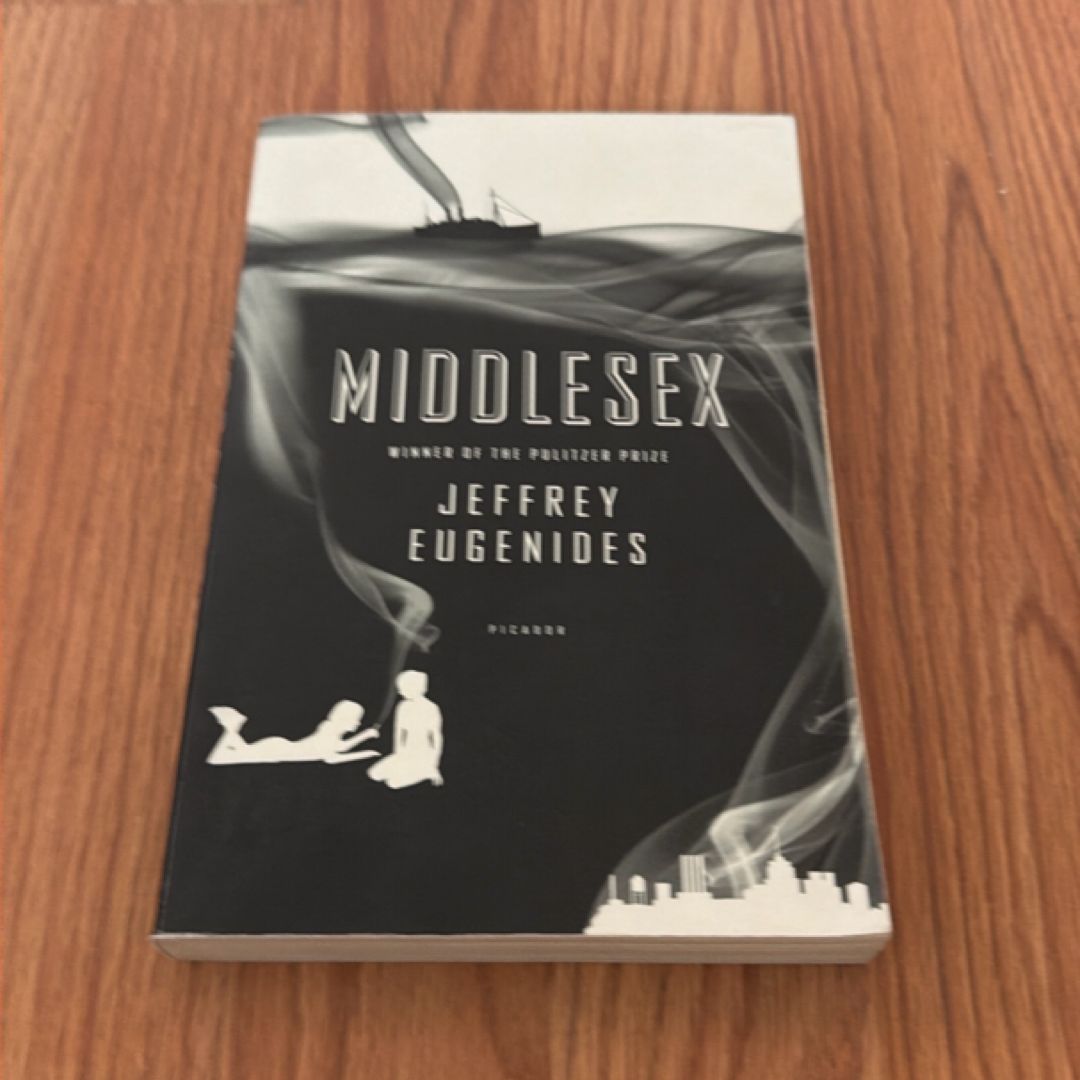 MIDDLESEX
WINNER OF THE PULITZER PRIZE
JEFFREY
EUGENIDES
PICADOR